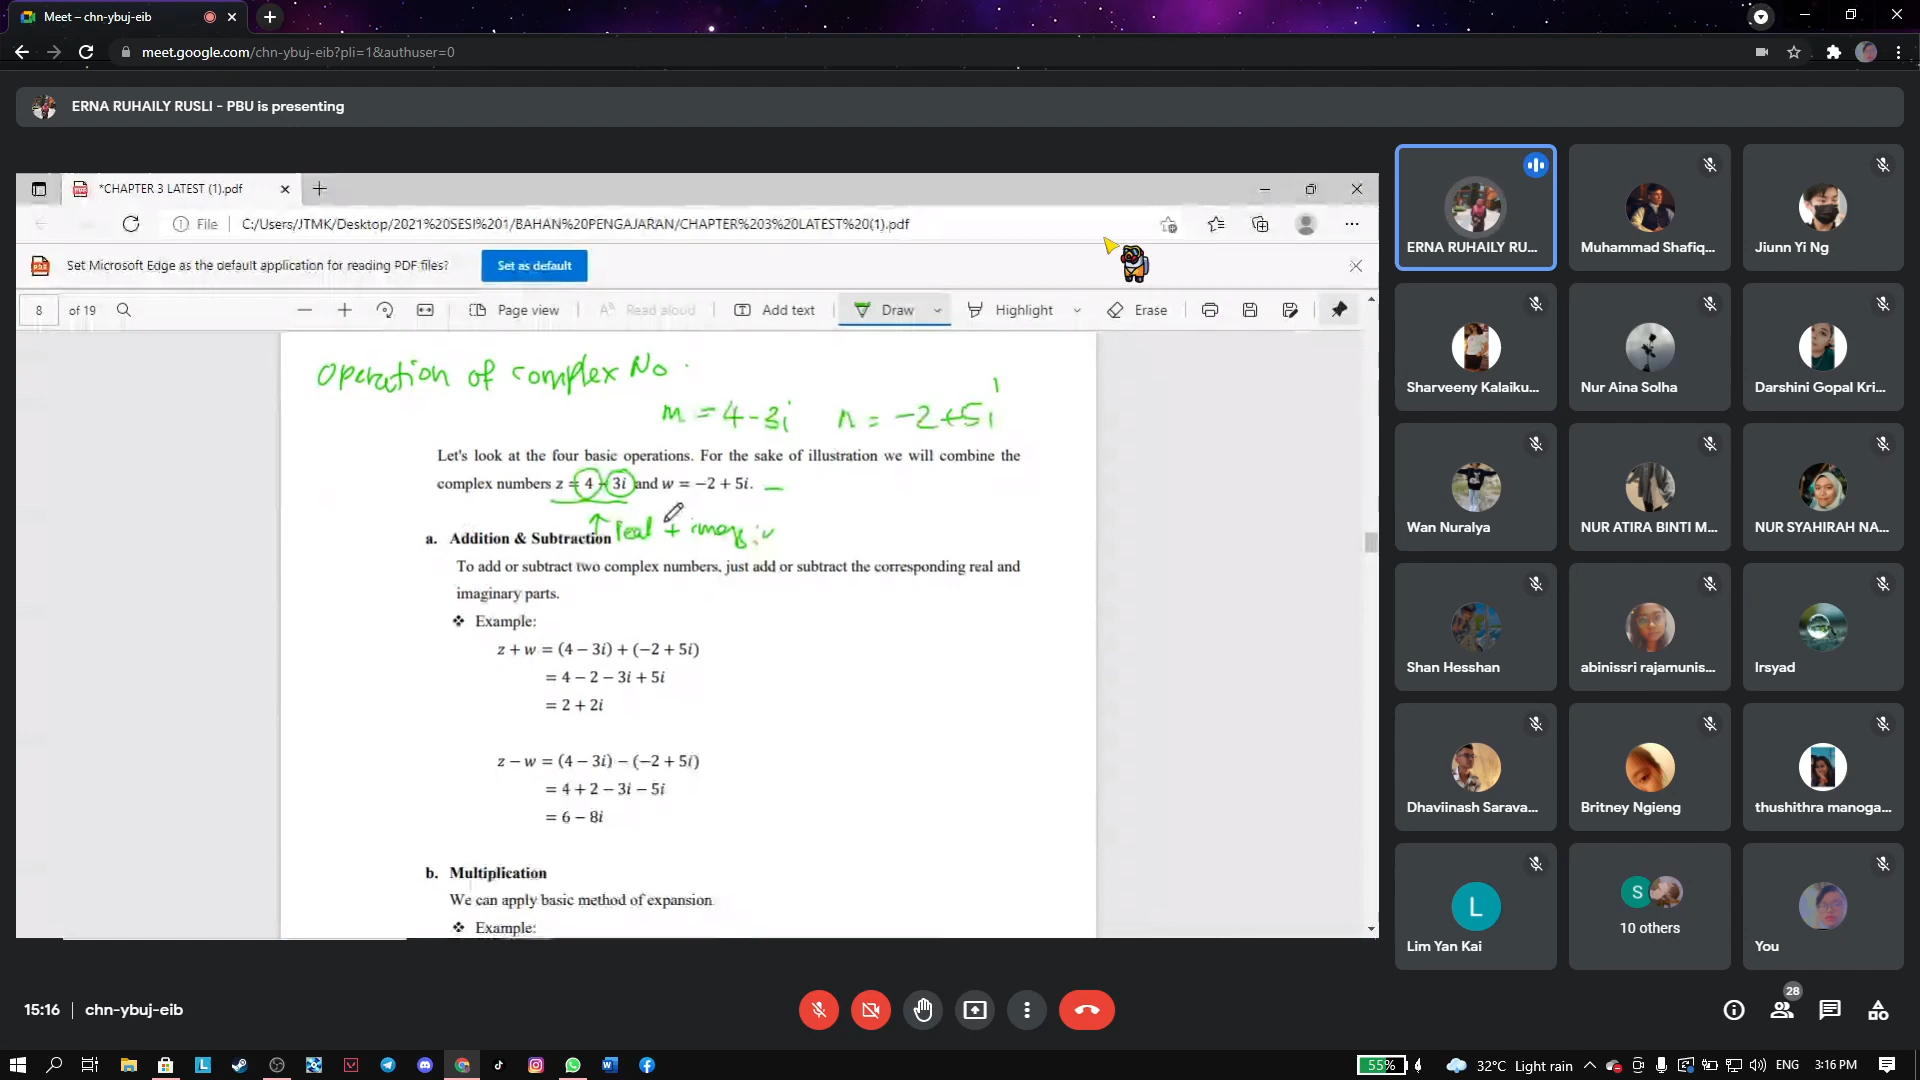 Meet – chn-ybuj-eib
meet.google.com/chn-ybuj-eib?pli=1&authuser=0
ERNA RUHAILY RUSLI - PBU is presenting
*CHAPTER 3 LATEST (1).pdf
File C:/Users/JTMK/Desktop/2021%20SESI%201/BAHAN%20PENGAJARAN/CHAPTER%203%20LATEST%20(1).pdf
Set Microsoft Edge as the default application for reading PDF files? Set as default
8 of 19 Page view Read aloud Add text Draw Highlight Erase
Operation of complex No.
m = 4 - 3i n = -2 + 5i
Let's look at the four basic operations. For the sake of illustration we will combine the
complex numbers z = 4 − 3i and w = −2 + 5i.
real +
a. Addition & Subtraction
To add or subtract two complex numbers, just add or subtract the corresponding real and
imaginary parts.
❖ Example:
z + w = (4 − 3i) + (−2 + 5i)
= 4 − 2 − 3i + 5i
= 2 + 2i
z − w = (4 − 3i) − (−2 + 5i)
= 4 + 2 − 3i − 5i
= 6 − 8i
b. Multiplication
We can apply basic method of expansion
❖ Example:
ERNA RUHAILY RU...
Muhammad Shafiq...
Jiunn Yi Ng
Sharveeny Kalaiku...
Nur Aina Solha
Darshini Gopal Kri...
Wan Nuralya
NUR ATIRA BINTI M...
NUR SYAHIRAH NA...
Shan Hesshan
abinissri rajamunis...
Irsyad
Dhaviinash Sarava...
Britney Ngieng
thushithra manoga...
L
Lim Yan Kai
S
10 others
You
15:16 | chn-ybuj-eib
28
55% 32°C Light rain ENG 3:16 PM